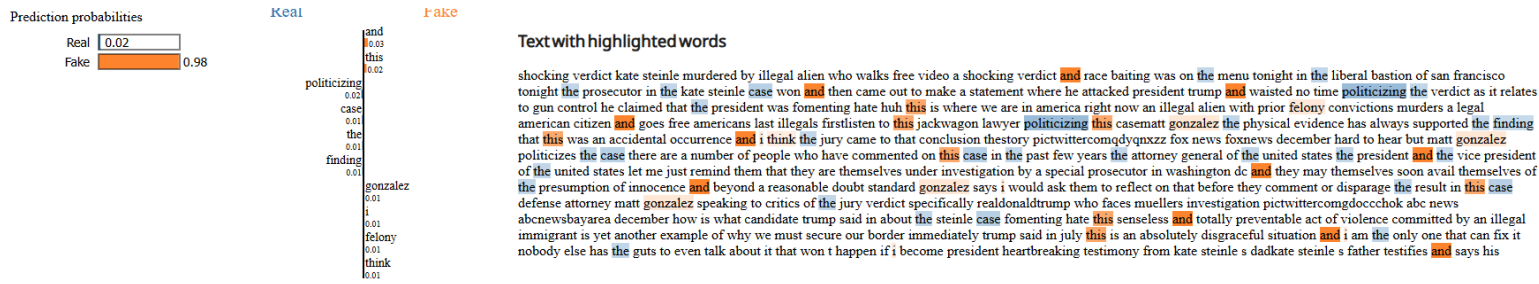 Prediction probabilities
Real 0.02
Fake 0.98
Real Fake
and
0.03
this
0.02
politicizing
0.02
case
0.01
the
0.01
finding
0.01
gonzalez
0.01
i
0.01
felony
0.01
think
0.01
Text with highlighted words
shocking verdict kate steinle murdered by illegal alien who walks free video a shocking verdict and race baiting was on the menu tonight in the liberal bastion of san francisco
tonight the prosecutor in the kate steinle case won and then came out to make a statement where he attacked president trump and waisted no time politicizing the verdict as it relates
to gun control he claimed that the president was fomenting hate huh this is where we are in america right now an illegal alien with prior felony convictions murders a legal
american citizen and goes free americans last illegals firstlisten to this jackwagon lawyer politicizing this casematt gonzalez the physical evidence has always supported the finding
that this was an accidental occurrence and i think the jury came to that conclusion thestory pictwittercomqdyqnxzz fox news foxnews december hard to hear but matt gonzalez
politicizes the case there are a number of people who have commented on this case in the past few years the attorney general of the united states the president and the vice president
of the united states let me just remind them that they are themselves under investigation by a special prosecutor in washington dc and they may themselves soon avail themselves of
the presumption of innocence and beyond a reasonable doubt standard gonzalez says i would ask them to reflect on that before they comment or disparage the result in this case
defense attorney matt gonzalez speaking to critics of the jury verdict specifically realdonaldtrump who faces muellers investigation pictwittercomgdoccchok abc news
abcnewsbayarea december how is what candidate trump said in about the steinle case fomenting hate this senseless and totally preventable act of violence committed by an illegal
immigrant is yet another example of why we must secure our border immediately trump said in july this is an absolutely disgraceful situation and i am the only one that can fix it
nobody else has the guts to even talk about it that won t happen if i become president heartbreaking testimony from kate steinle s dadkate steinle s father testifies and says his